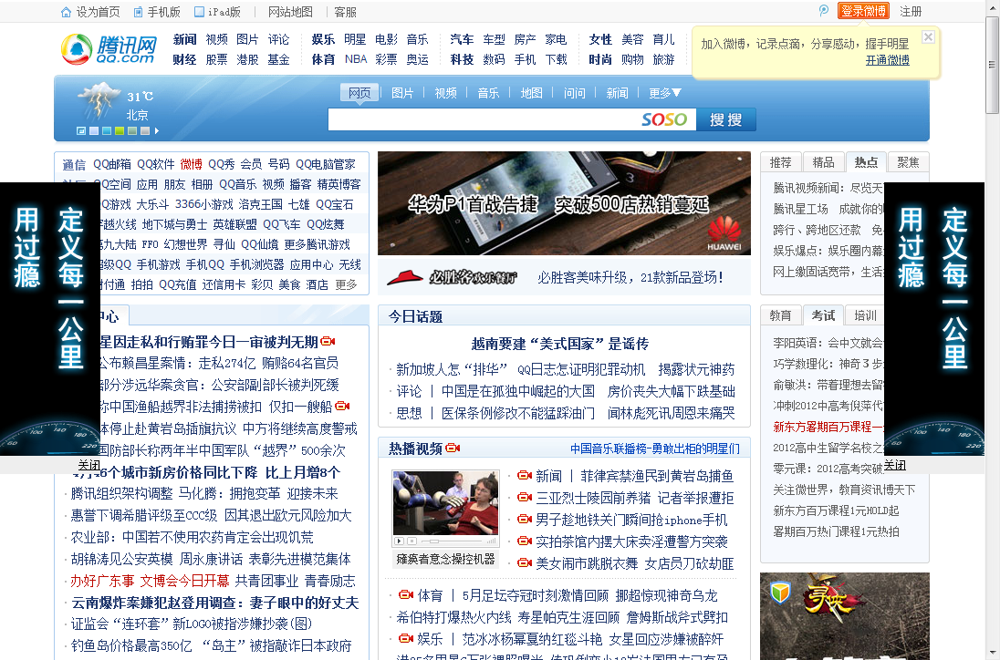 设为首页 手机版 iPad版 网站地图 客服
登录微博 注册
腾讯网
QQ.com
新闻 视频 图片 评论 娱乐 明星 电影 音乐 汽车 车型 房产 家电 女性 美容 育儿
财经 股票 港股 基金 体育 NBA 彩票 奥运 科技 数码 手机 下载 时尚 购物 旅游
加入微博，记录点滴，分享感动，握手明星
开通微博
31℃
北京
网页 图片 视频 音乐 地图 问问 新闻 更多▼
SOSO 搜 搜
通信 QQ邮箱 QQ软件 微博 QQ秀 会员 号码 QQ电脑管家
QQ空间 应用 朋友 相册 QQ音乐 视频 播客 精英博客
QQ游戏 大乐斗 3366小游戏 洛克王国 七雄 QQ宝石
越火线 地下城与勇士 英雄联盟 QQ飞车 QQ炫舞
九大陆 FFO 幻想世界 寻仙 QQ仙境 更多腾讯游戏
超级QQ 手机游戏 手机QQ 手机浏览器 应用中心 无线
付通 拍拍 QQ充值 还信用卡 彩贝 美食 酒店 更多
用过瘾
定义每一公里
60 100 140 180 220
关闭
中心
星因走私和行贿罪今日一审被判无期
公布赖昌星案情：走私274亿 贿赂64名官员
部分涉远华案贪官：公安部副部长被判死缓
称中国渔船越界非法捕捞被扣 仅扣一艘船
体停止赴黄岩岛插旗抗议 中方将继续高度警戒
国防部长称两年半中国军队“越界”500余次
4月46个城市新房价格同比下降 比上月增8个
腾讯组织架构调整 马化腾：拥抱变革 迎接未来
惠誉下调希腊评级至CCC级 因其退出欧元风险加大
农业部：中国若不使用农药肯定会出现饥荒
胡锦涛见公安英模 周永康讲话 表彰先进模范集体
办好广东事 文博会今日开幕 共青团事业 青春励志
云南爆炸案嫌犯赵登用调查：妻子眼中的好丈夫
证监会“连环套”新LOGO被指涉嫌抄袭(图)
钓鱼岛价格最高350亿 “岛主”被指敲诈日本政府
华为P1首战告捷 突破500店热销蔓延
HUAWEI
必胜客欢乐餐厅 必胜客美味升级，21款新品登场！
今日话题
越南要建“美式国家”是谣传
新加坡人怎“排华” QQ日志怎证明犯罪动机 揭露状元神药
评论 | 中国是在孤独中崛起的大国 房价丧失大幅下跌基础
思想 | 医保条例修改不能猛踩油门 闻林彪死讯周恩来痛哭
热播视频 中国音乐联播榜-勇敢出柜的明星们
瘫痪者意念操控机器
新闻 | 菲律宾禁渔民到黄岩岛捕鱼
三亚烈士陵园前养猪 记者举报遭拒
男子趁地铁关门瞬间抢iphone手机
实拍茶馆内摆大床卖淫遭警方突袭
美女闹市跳脱衣舞 女店员刀砍劫匪
体育 | 5月足坛夺冠时刻激情回顾 挪超惊现神奇乌龙
希伯特打爆热火内线 寿星帕克生涯回顾 詹姆斯战斧式劈扣
娱乐 | 范冰冰杨幂戛纳红毯斗艳 女星回应涉嫌被醉奸
推荐 精品 热点 聚焦
腾讯视频新闻：尽览天
腾讯星工场 成就你的
跨行、跨地区还款 免
娱乐爆点：娱乐圈内幕
网上缴固话宽带，生活
教育 考试 培训
李阳英语：会中文就会
巧学数理化：神奇3步
俞敏洪：带着理想去留
冲刺2012中高考伎萍代
新东方暑期百万课程一
2012高中生留学名校之
零元课：2012高考突破
关注微世界，教育资讯博天下
新东方百万课程1元HOLD起
暑期百万热门课程1元热拍
用过瘾
定义每一公里
60 100 140 180 220
关闭
寻侠